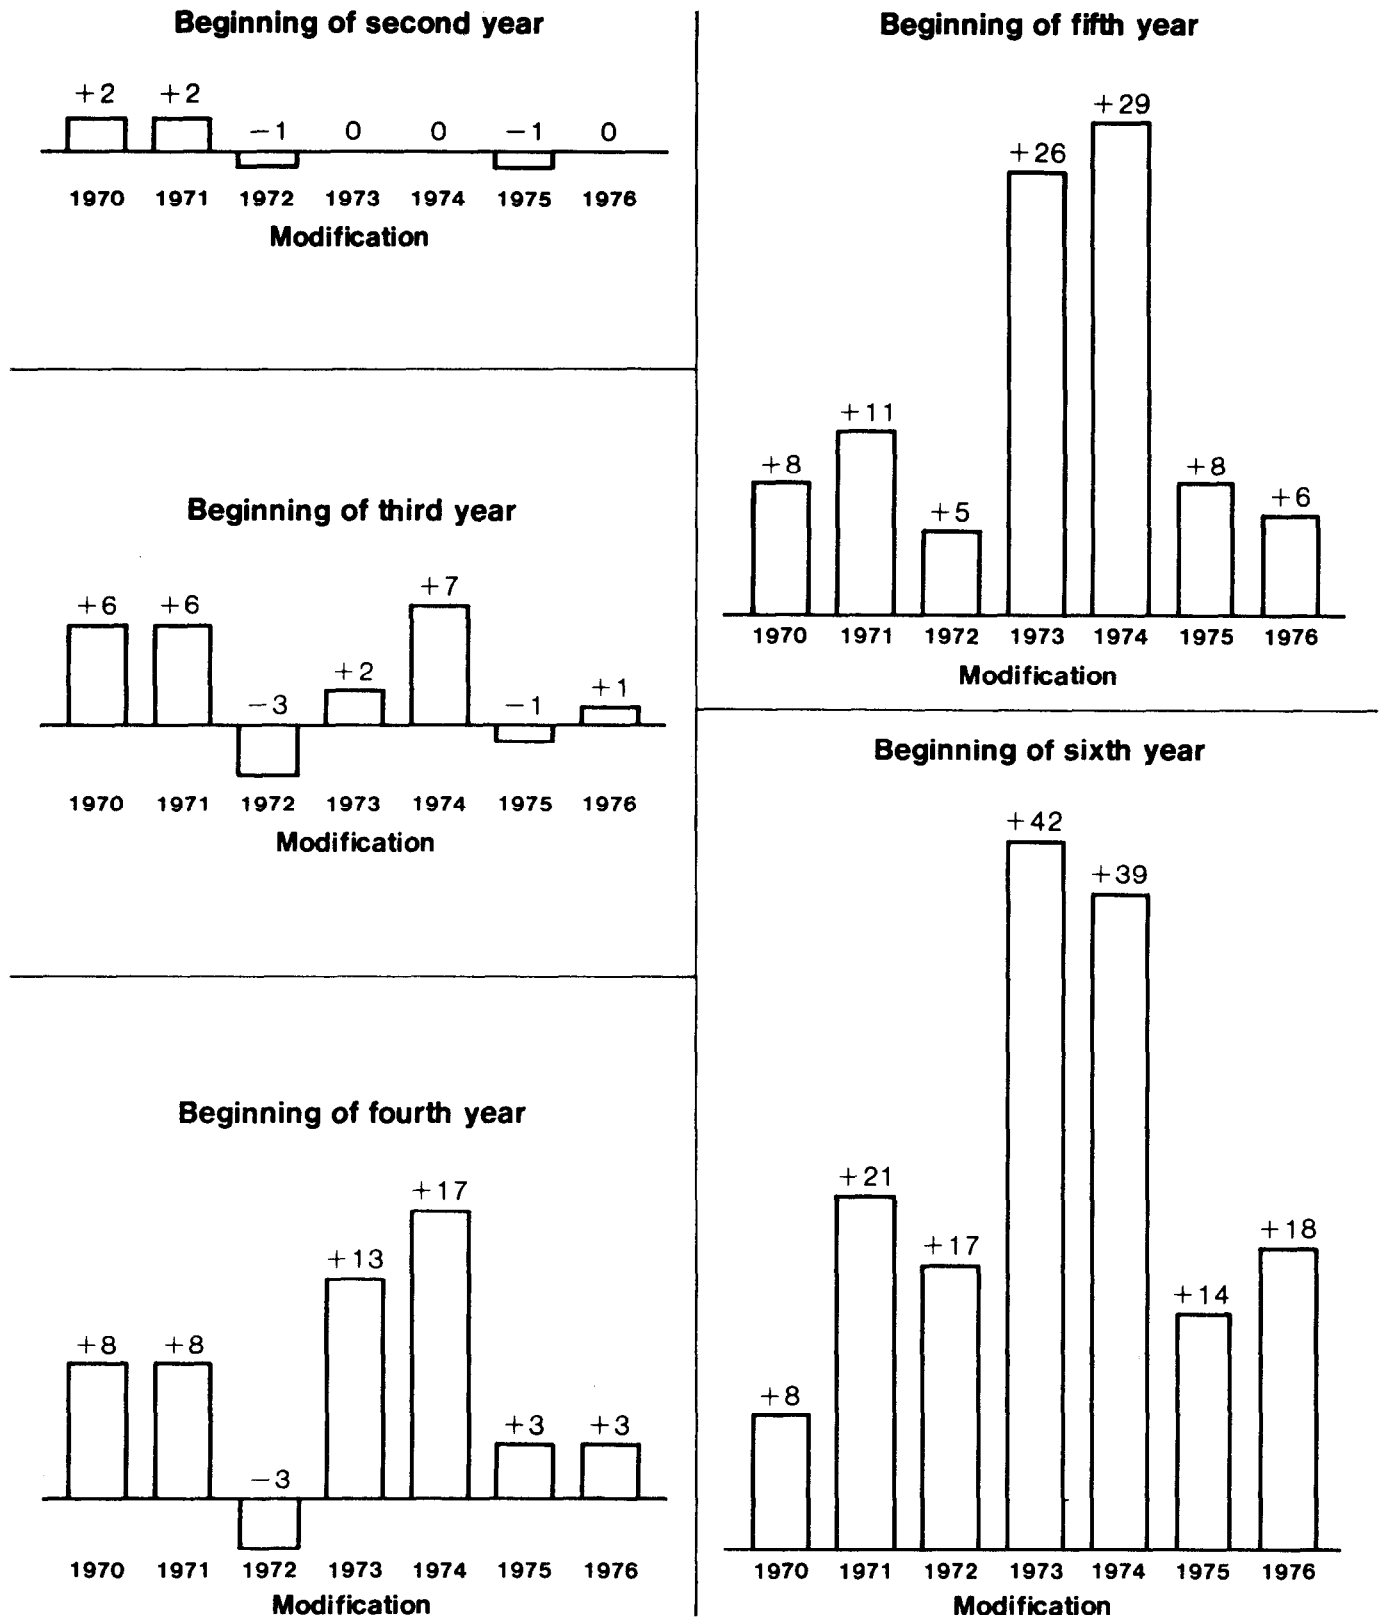 Beginning of second year
+2 +2 −1 0 0 −1 0
1970 1971 1972 1973 1974 1975 1976
Modification
Beginning of third year
+6 +6 −3 +2 +7 −1 +1
1970 1971 1972 1973 1974 1975 1976
Modification
Beginning of fourth year
+8 +8 −3 +13 +17 +3 +3
1970 1971 1972 1973 1974 1975 1976
Modification
Beginning of fifth year
+8 +11 +5 +26 +29 +8 +6
1970 1971 1972 1973 1974 1975 1976
Modification
Beginning of sixth year
+8 +21 +17 +42 +39 +14 +18
1970 1971 1972 1973 1974 1975 1976
Modification